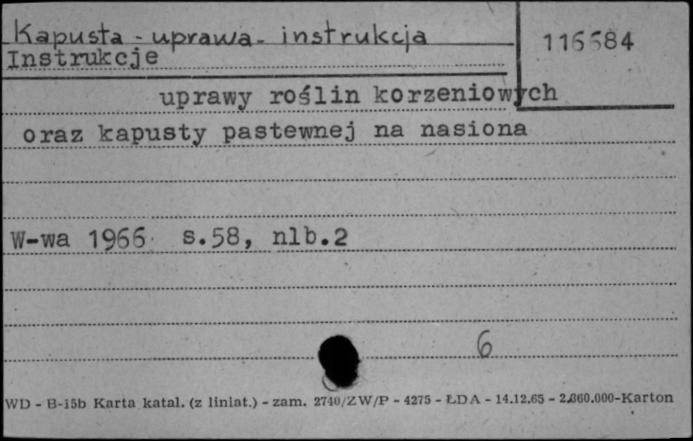 Kapusta - uprawa - instrukcja
116584
Instrukcje
uprawy roślin korzeniowych
oraz kapusty pastewnej na nasiona
W-wa 1966 s.58, nlb.2
6
WD - B-15b Karta katal. (z liniat.) - zam. 2740/ZW/P - 4275 - ŁDA - 14.12.65 - 2.860.000-Karton